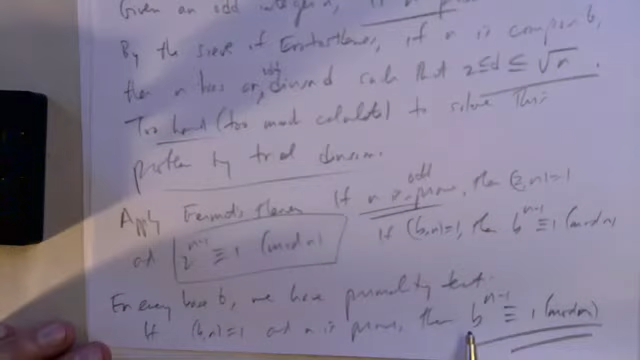 Given an odd integer n, is n prime
By the sieve of Eratosthenes, if n is composite,
then n has an odd divisor d such that 2 ≤ d ≤ √n.
Too hard (too much calculation) to solve this
problem by trial division.
Apply Fermat's theorem If n is odd prime, then (2,n)=1
and 2^{n-1} ≡ 1 (mod n) if (b,n)=1, then b^{n-1} ≡ 1 (mod n)
For every base b, we have primality test.
If (b,n)=1 and n is prime, then b^{n-1} ≡ 1 (mod n)